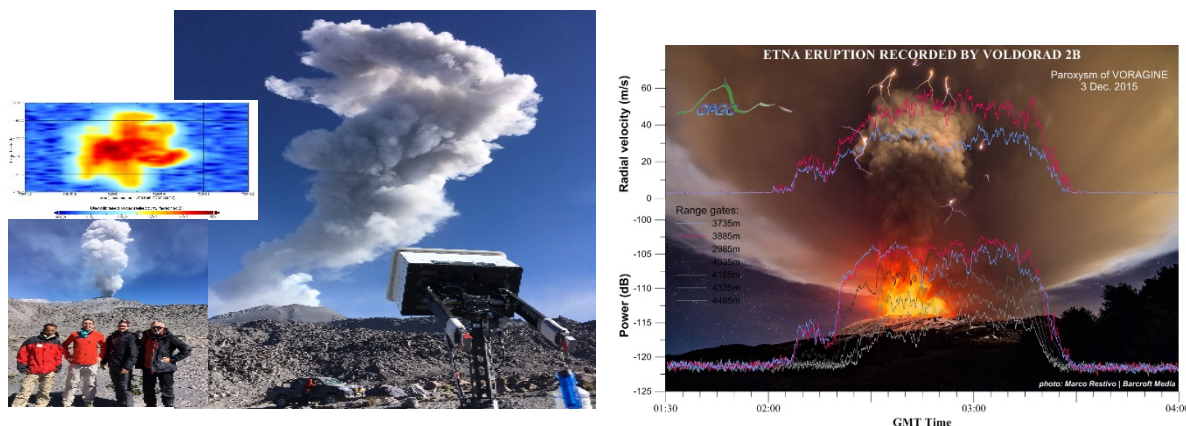 ETNA ERUPTION RECORDED BY VOLDORAD 2B
Paroxysm of VORAGINE
3 Dec. 2015
OPGC
Radial velocity (m/s)
60
40
20
0
Range gates:
3735m
3885m
2985m
4035m
4185m
4335m
4485m
Power (dB)
-100
-105
-110
-115
-120
-125
photo: Marco Restivo | Barcroft Media
01:30
02:00
03:00
04:00
GMT Time